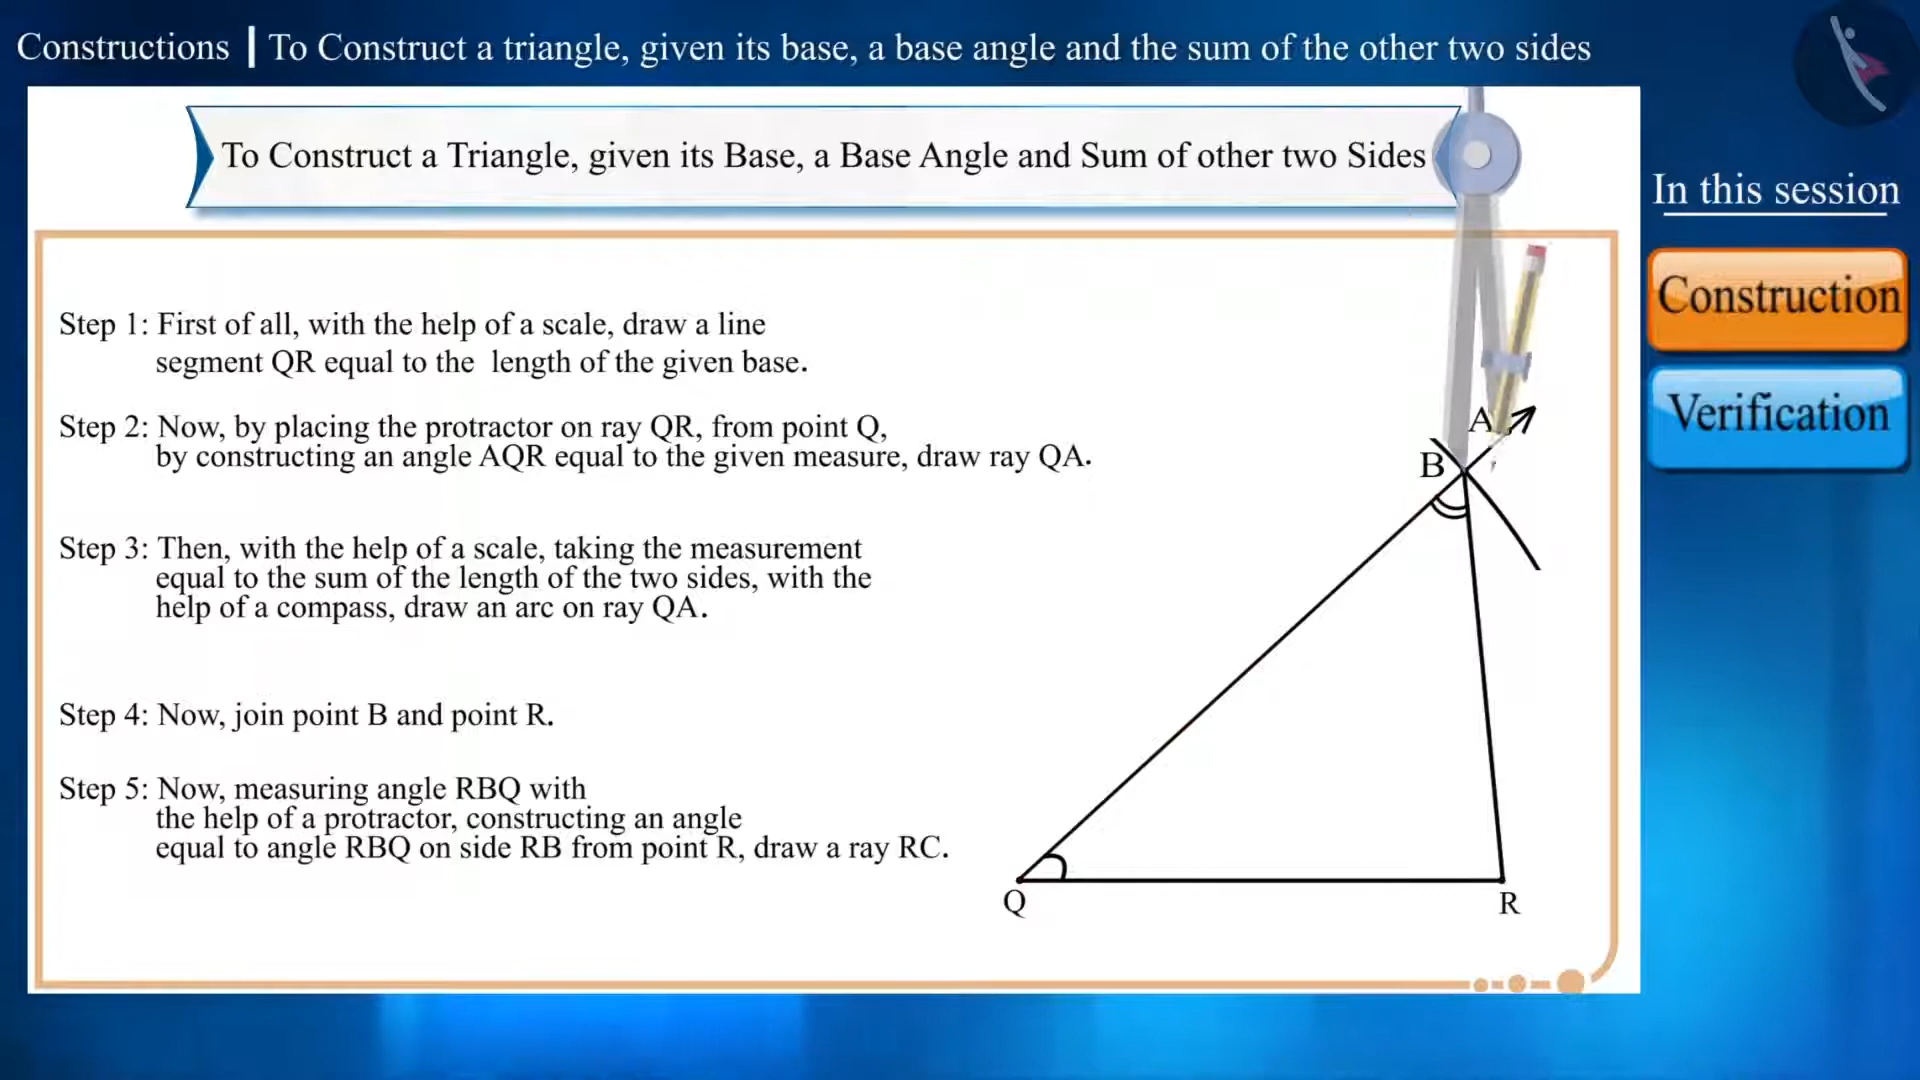 Constructions | To Construct a triangle, given its base, a base angle and the sum of the other two sides
To Construct a Triangle, given its Base, a Base Angle and Sum of other two Sides
In this session
Construction
Verification
Step 1: First of all, with the help of a scale, draw a line
segment QR equal to the length of the given base.
Step 2: Now, by placing the protractor on ray QR, from point Q,
by constructing an angle AQR equal to the given measure, draw ray QA.
Step 3: Then, with the help of a scale, taking the measurement
equal to the sum of the length of the two sides, with the
help of a compass, draw an arc on ray QA.
Step 4: Now, join point B and point R.
Step 5: Now, measuring angle RBQ with
the help of a protractor, constructing an angle
equal to angle RBQ on side RB from point R, draw a ray RC.
A
B
Q
R